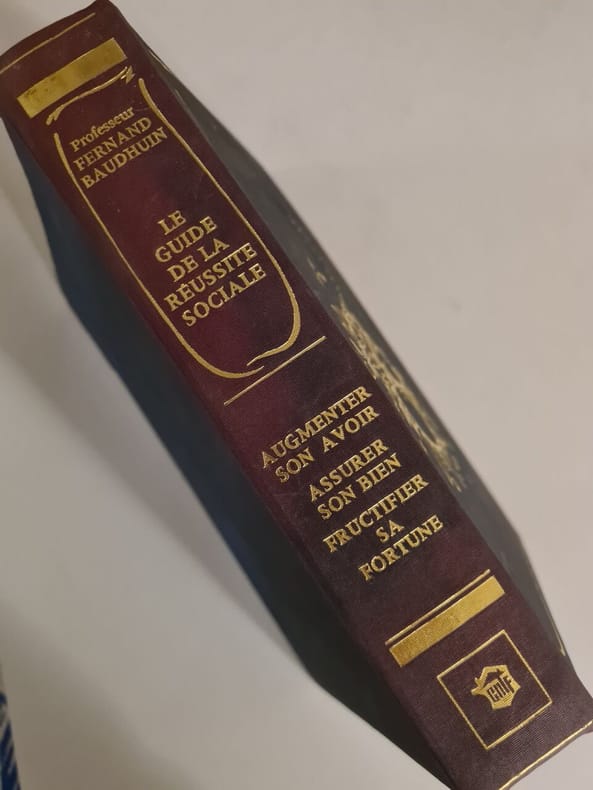 Professeur
FERNAND
BAUDHUIN
LE
GUIDE
DE LA
RÉUSSITE
SOCIALE
AUGMENTER
SON AVOIR
ASSURER
SON BIEN
FRUCTIFIER
SA
FORTUNE